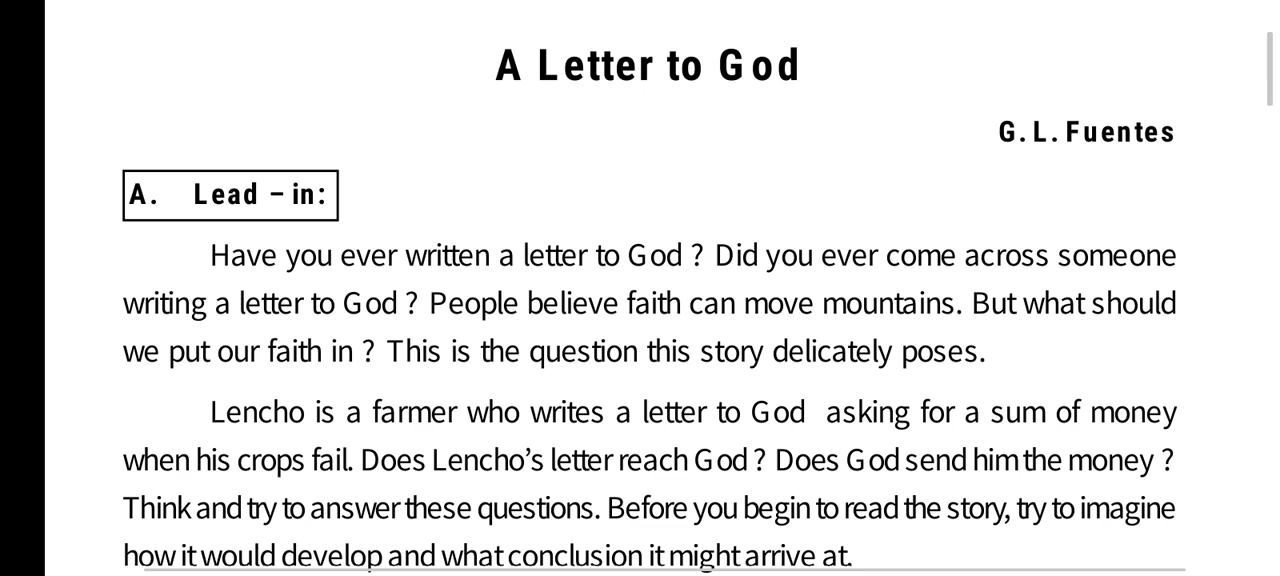 A Letter to God
G. L. Fuentes
A. Lead – in:
Have you ever written a letter to God ? Did you ever come across someone
writing a letter to God ? People believe faith can move mountains. But what should
we put our faith in ? This is the question this story delicately poses.
Lencho is a farmer who writes a letter to God asking for a sum of money
when his crops fail. Does Lencho’s letter reach God ? Does God send him the money ?
Think and try to answer these questions. Before you begin to read the story, try to imagine
how it would develop and what conclusion it might arrive at.